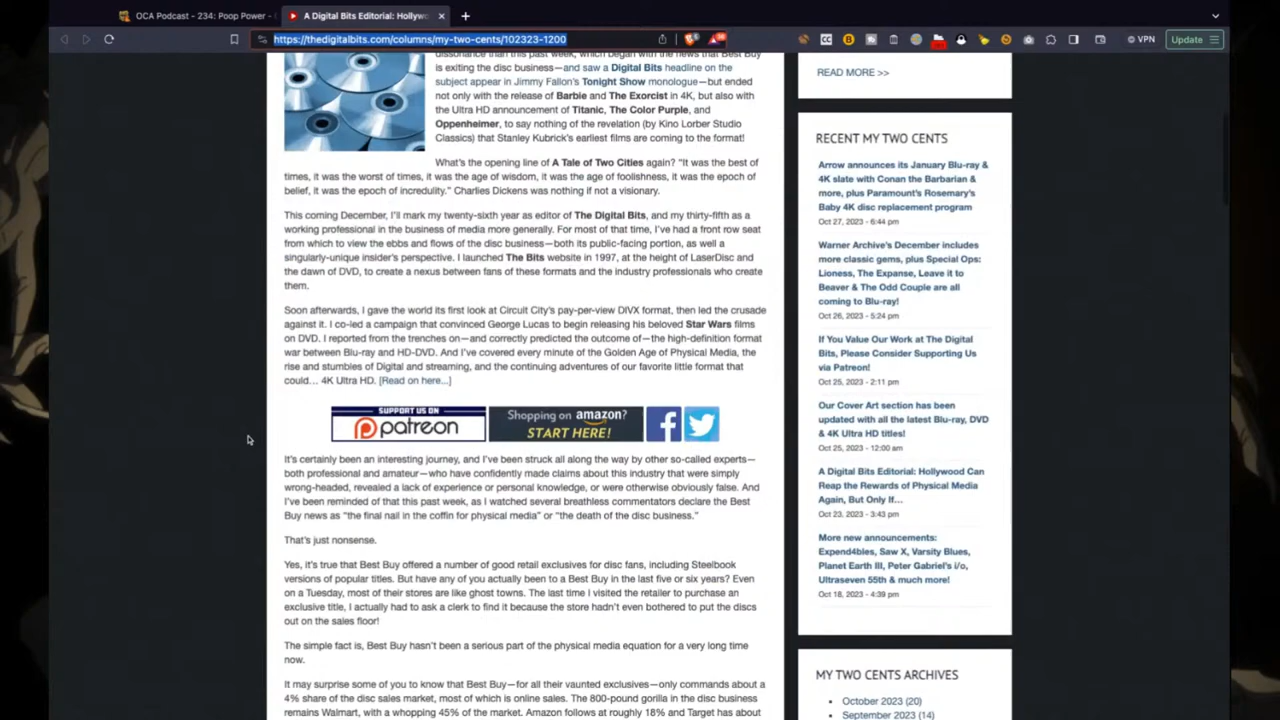 OCA Podcast - 234: Poop Power -
A Digital Bits Editorial: Hollyw
https://thedigitalbits.com/columns/my-two-cents/102323-1200
VPN
Update
dissonance than this past week, which began with the news that Best Buy
is exiting the disc business—and saw a Digital Bits headline on the
subject appear in Jimmy Fallon's Tonight Show monologue—but ended
not only with the release of Barbie and The Exorcist in 4K, but also with
the Ultra HD announcement of Titanic, The Color Purple, and
Oppenheimer, to say nothing of the revelation (by Kino Lorber Studio
Classics) that Stanley Kubrick's earliest films are coming to the format!
What's the opening line of A Tale of Two Cities again? "It was the best of
times, it was the worst of times, it was the age of wisdom, it was the age of foolishness, it was the epoch of
belief, it was the epoch of incredulity." Charlies Dickens was nothing if not a visionary.
This coming December, I'll mark my twenty-sixth year as editor of The Digital Bits, and my thirty-fifth as a
working professional in the business of media more generally. For most of that time, I've had a front row seat
from which to view the ebbs and flows of the disc business—both its public-facing portion, as well a
singularly-unique insider's perspective. I launched The Bits website in 1997, at the height of LaserDisc and
the dawn of DVD, to create a nexus between fans of these formats and the industry professionals who create
them.
Soon afterwards, I gave the world its first look at Circuit City's pay-per-view DIVX format, then led the crusade
against it. I co-led a campaign that convinced George Lucas to begin releasing his beloved Star Wars films
on DVD. I reported from the trenches on—and correctly predicted the outcome of—the high-definition format
war between Blu-ray and HD-DVD. And I've covered every minute of the Golden Age of Physical Media, the
rise and stumbles of Digital and streaming, and the continuing adventures of our favorite little format that
could... 4K Ultra HD. [Read on here...]
SUPPORT US ON
patreon
Shopping on amazon?
START HERE!
It's certainly been an interesting journey, and I've been struck all along the way by other so-called experts—
both professional and amateur—who have confidently made claims about this industry that were simply
wrong-headed, revealed a lack of experience or personal knowledge, or were otherwise obviously false. And
I've been reminded of that this past week, as I watched several breathless commentators declare the Best
Buy news as "the final nail in the coffin for physical media" or "the death of the disc business."
That's just nonsense.
Yes, it's true that Best Buy offered a number of good retail exclusives for disc fans, including Steelbook
versions of popular titles. But have any of you actually been to a Best Buy in the last five or six years? Even
on a Tuesday, most of their stores are like ghost towns. The last time I visited the retailer to purchase an
exclusive title, I actually had to ask a clerk to find it because the store hadn't even bothered to put the discs
out on the sales floor!
The simple fact is, Best Buy hasn't been a serious part of the physical media equation for a very long time
now.
It may surprise some of you to know that Best Buy—for all their vaunted exclusives—only commands about a
4% share of the disc sales market, most of which is online sales. The 800-pound gorilla in the disc business
remains Walmart, with a whopping 45% of the market. Amazon follows at roughly 18% and Target has about
READ MORE >>
RECENT MY TWO CENTS
Arrow announces its January Blu-ray &
4K slate with Conan the Barbarian &
more, plus Paramount's Rosemary's
Baby 4K disc replacement program
Oct 27, 2023 - 6:44 pm
Warner Archive's December includes
more classic gems, plus Special Ops:
Lioness, The Expanse, Leave it to
Beaver & The Odd Couple are all
coming to Blu-ray!
Oct 26, 2023 - 5:24 pm
If You Value Our Work at The Digital
Bits, Please Consider Supporting Us
via Patreon!
Oct 25, 2023 - 2:11 pm
Our Cover Art section has been
updated with all the latest Blu-ray, DVD
& 4K Ultra HD titles!
Oct 25, 2023 - 12:00 am
A Digital Bits Editorial: Hollywood Can
Reap the Rewards of Physical Media
Again, But Only If...
Oct 23, 2023 - 3:43 pm
More new announcements:
Expend4bles, Saw X, Varsity Blues,
Planet Earth III, Peter Gabriel's i/o,
Ultraseven 55th & much more!
Oct 18, 2023 - 4:39 pm
MY TWO CENTS ARCHIVES
October 2023 (20)
September 2023 (14)